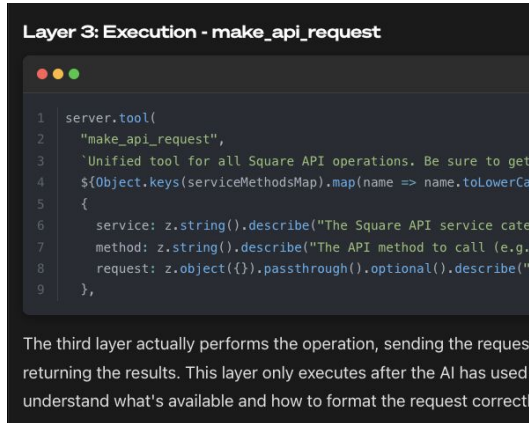 Layer 3: Execution - make_api_request
1 server.tool(
2 "make_api_request",
3 `Unified tool for all Square API operations. Be sure to get
4 ${Object.keys(serviceMethodsMap).map(name => name.toLowerCa
5 {
6 service: z.string().describe("The Square API service cate
7 method: z.string().describe("The API method to call (e.g.
8 request: z.object({}).passthrough().optional().describe("
9 },
The third layer actually performs the operation, sending the reques
returning the results. This layer only executes after the AI has used
understand what's available and how to format the request correctl